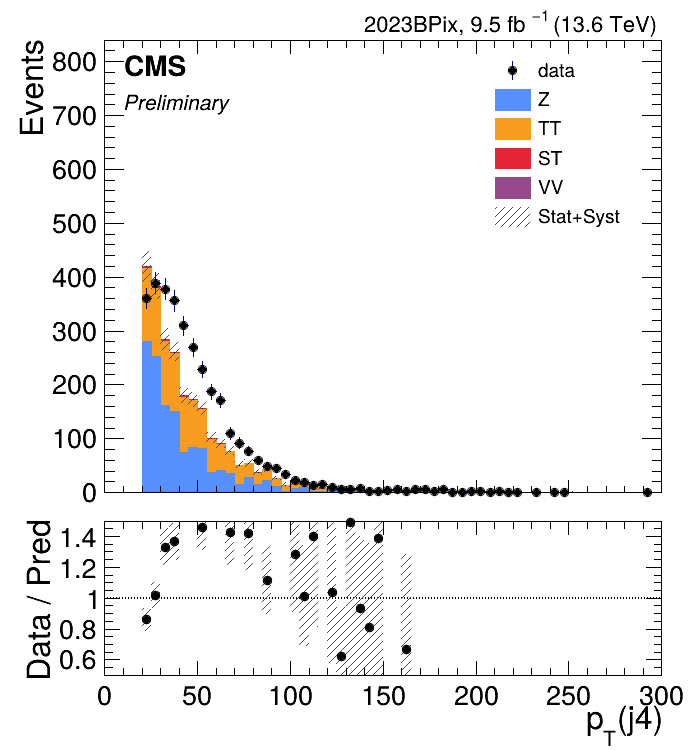 2023BPix, 9.5 fb⁻¹ (13.6 TeV)
CMS
Preliminary
Events
800
700
600
500
400
300
200
100
0
data
Z
TT
ST
VV
Stat+Syst
Data / Pred
1.4
1.2
1
0.8
0.6
0 50 100 150 200 250 300
p_T(j4)